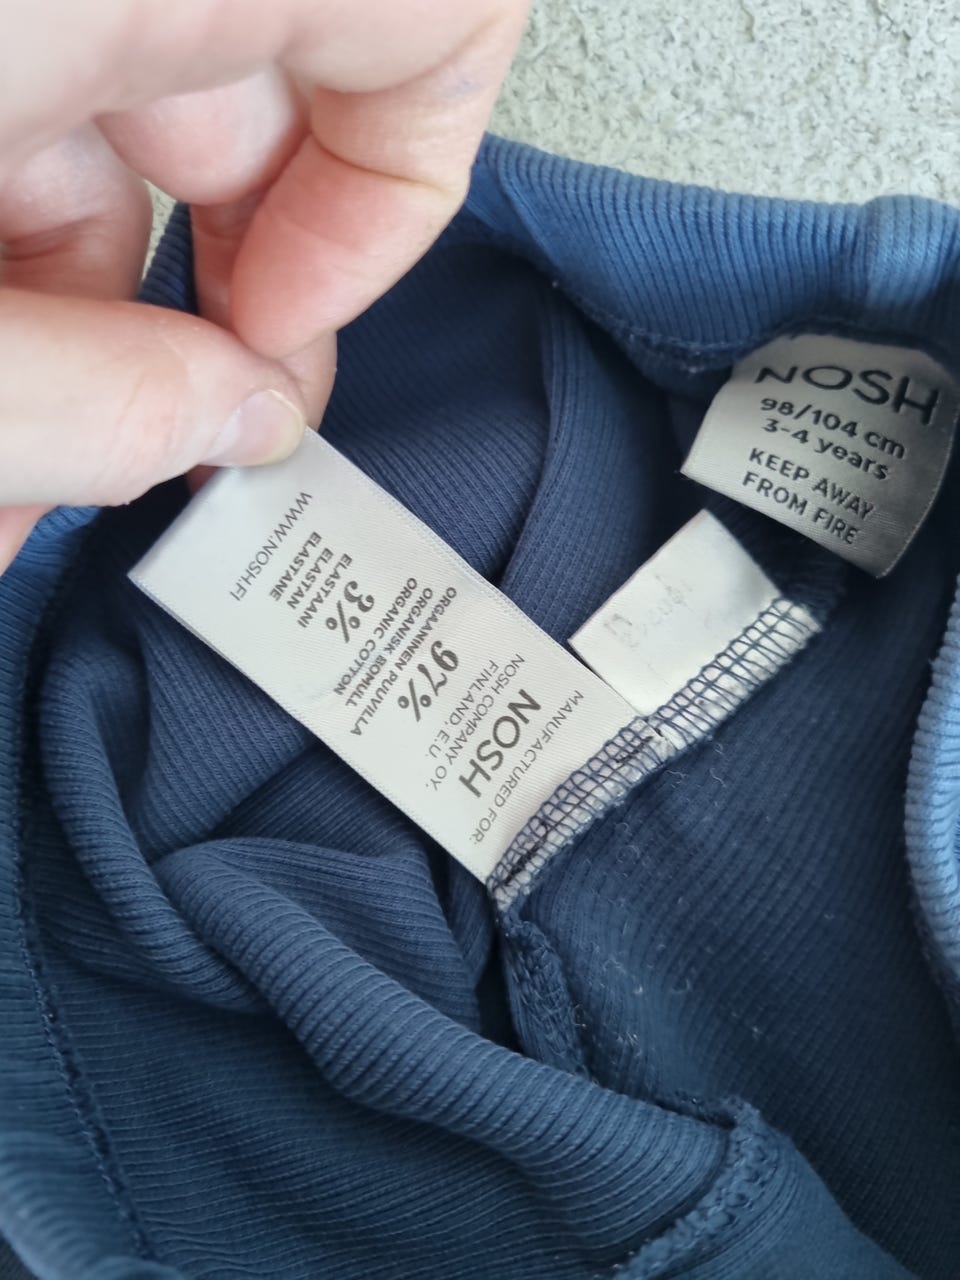 NOSH
98/104 cm
3-4 years
KEEP AWAY
FROM FIRE
MANUFACTURED FOR:
NOSH
NOSH COMPANY OY,
FINLAND, E.U.
97%
ORGAANINEN PUUVILLA
ORGANISK BOMULL
ORGANIC COTTON
3%
ELASTAANI
ELASTAN
ELASTANE
WWW.NOSH.FI